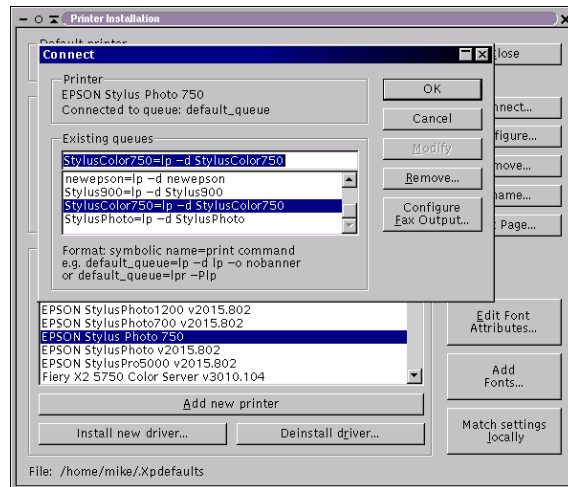 Printer Installation
Default printer
Close
Connect
Printer
EPSON Stylus Photo 750
Connected to queue: default_queue
OK
Cancel
Modify
Remove...
Configure
Fax Output...
Existing queues
StylusColor750=lp -d StylusColor750
newepson=lp -d newepson
Stylus900=lp -d Stylus900
StylusColor750=lp -d StylusColor750
StylusPhoto=lp -d StylusPhoto
Format: symbolic name=print command
e.g. default_queue=lp -d lp -o nobanner
or default_queue=lpr -Plp
nnect...
figure...
move...
name...
Page...
EPSON StylusPhoto1200 v2015.802
EPSON StylusPhoto700 v2015.802
EPSON Stylus Photo 750
EPSON StylusPhoto v2015.802
EPSON StylusPro5000 v2015.802
Fiery X2 5750 Color Server v3010.104
Edit Font
Attributes...
Add
Fonts...
Add new printer
Install new driver...
Deinstall driver...
Match settings
locally
File: /home/mike/.Xpdefaults